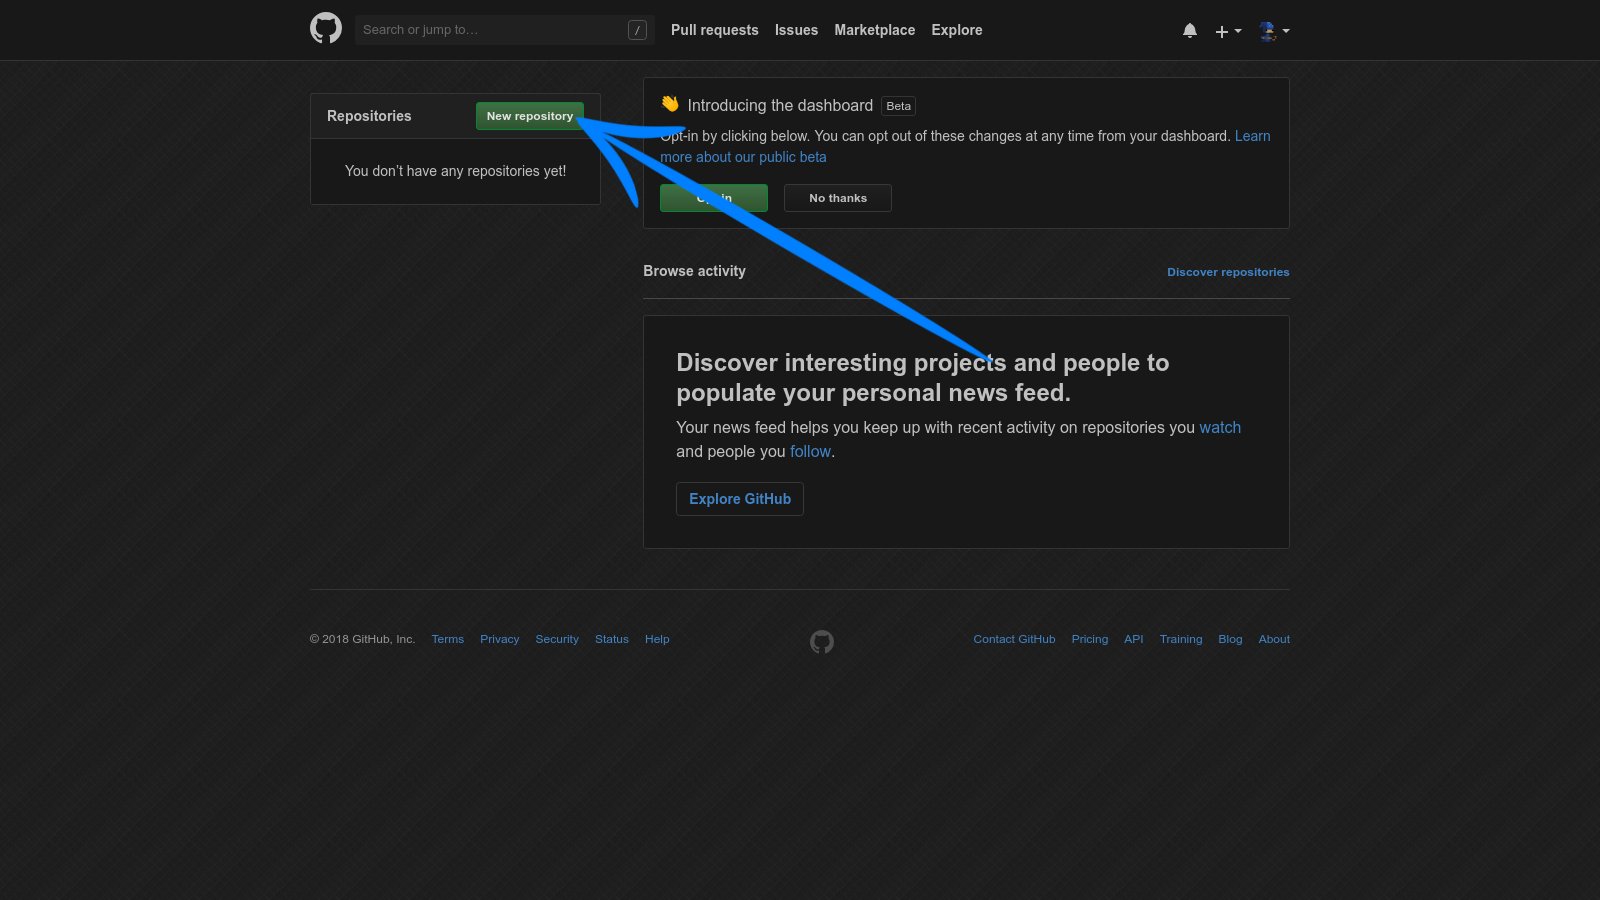 Search or jump to…
/
Pull requests
Issues
Marketplace
Explore
Repositories
New repository
You don’t have any repositories yet!
Introducing the dashboard
Beta
Opt-in by clicking below. You can opt out of these changes at any time from your dashboard. Learn
more about our public beta
No thanks
Browse activity
Discover repositories
Discover interesting projects and people to
populate your personal news feed.
Your news feed helps you keep up with recent activity on repositories you watch
and people you follow.
Explore GitHub
© 2018 GitHub, Inc.
Terms
Privacy
Security
Status
Help
Contact GitHub
Pricing
API
Training
Blog
About